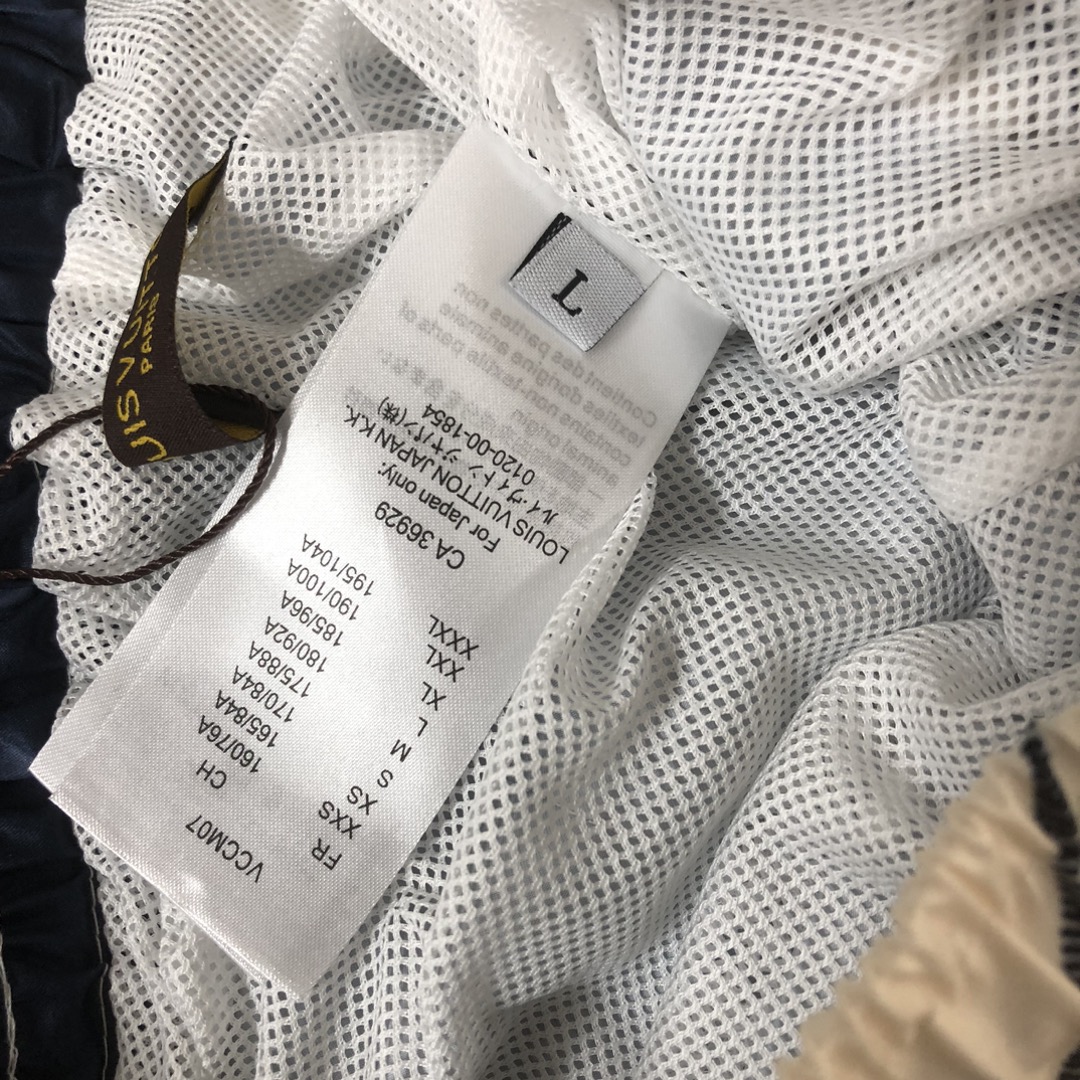 L
UIS VUITT
PARIS
VCCM07
FR CH
XXS 160/76A
XS 165/84A
S 170/84A
M 175/88A
L 180/92A
XL 185/96A
XXL 190/100A
XXXL 195/104A
CA 36929
For Japan only:
LOUIS VUITTON JAPAN K.K.
ルイ・ヴィトン ジャパン(株)
0120-00-1854
Contient des parties non
textiles d'origine animale
contains non-textile parts of
animal origin